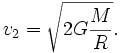 v₂ = √(2G M/R).